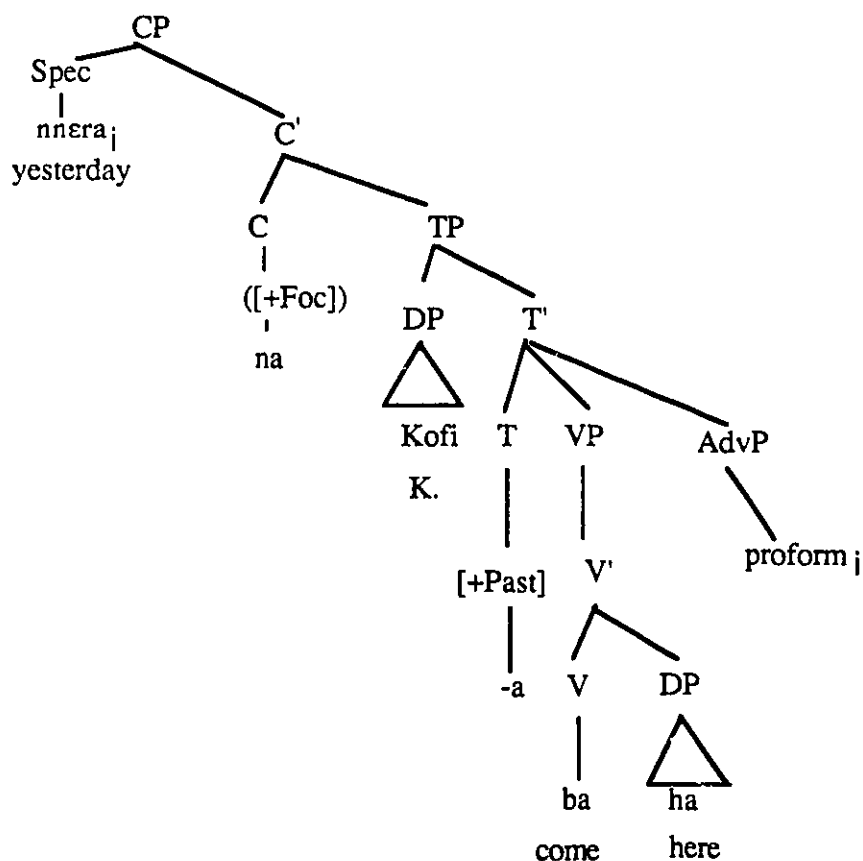 CP
Spec
nnɛra i
C'
yesterday
C
TP
([+Foc])
DP
T'
na
Kofi
T
VP
AdvP
K.
proform i
[+Past]
V'
-a
V
DP
ba
ha
come
here